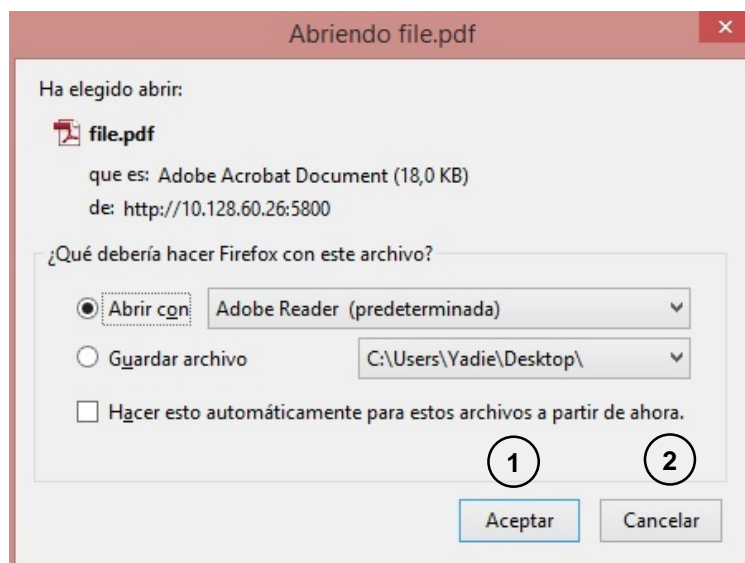 Abriendo file.pdf
Ha elegido abrir:
file.pdf
que es: Adobe Acrobat Document (18,0 KB)
de: http://10.128.60.26:5800
¿Qué debería hacer Firefox con este archivo?
Abrir con Adobe Reader (predeterminada)
Guardar archivo C:\Users\Yadie\Desktop\
Hacer esto automáticamente para estos archivos a partir de ahora.
1 2
Aceptar Cancelar